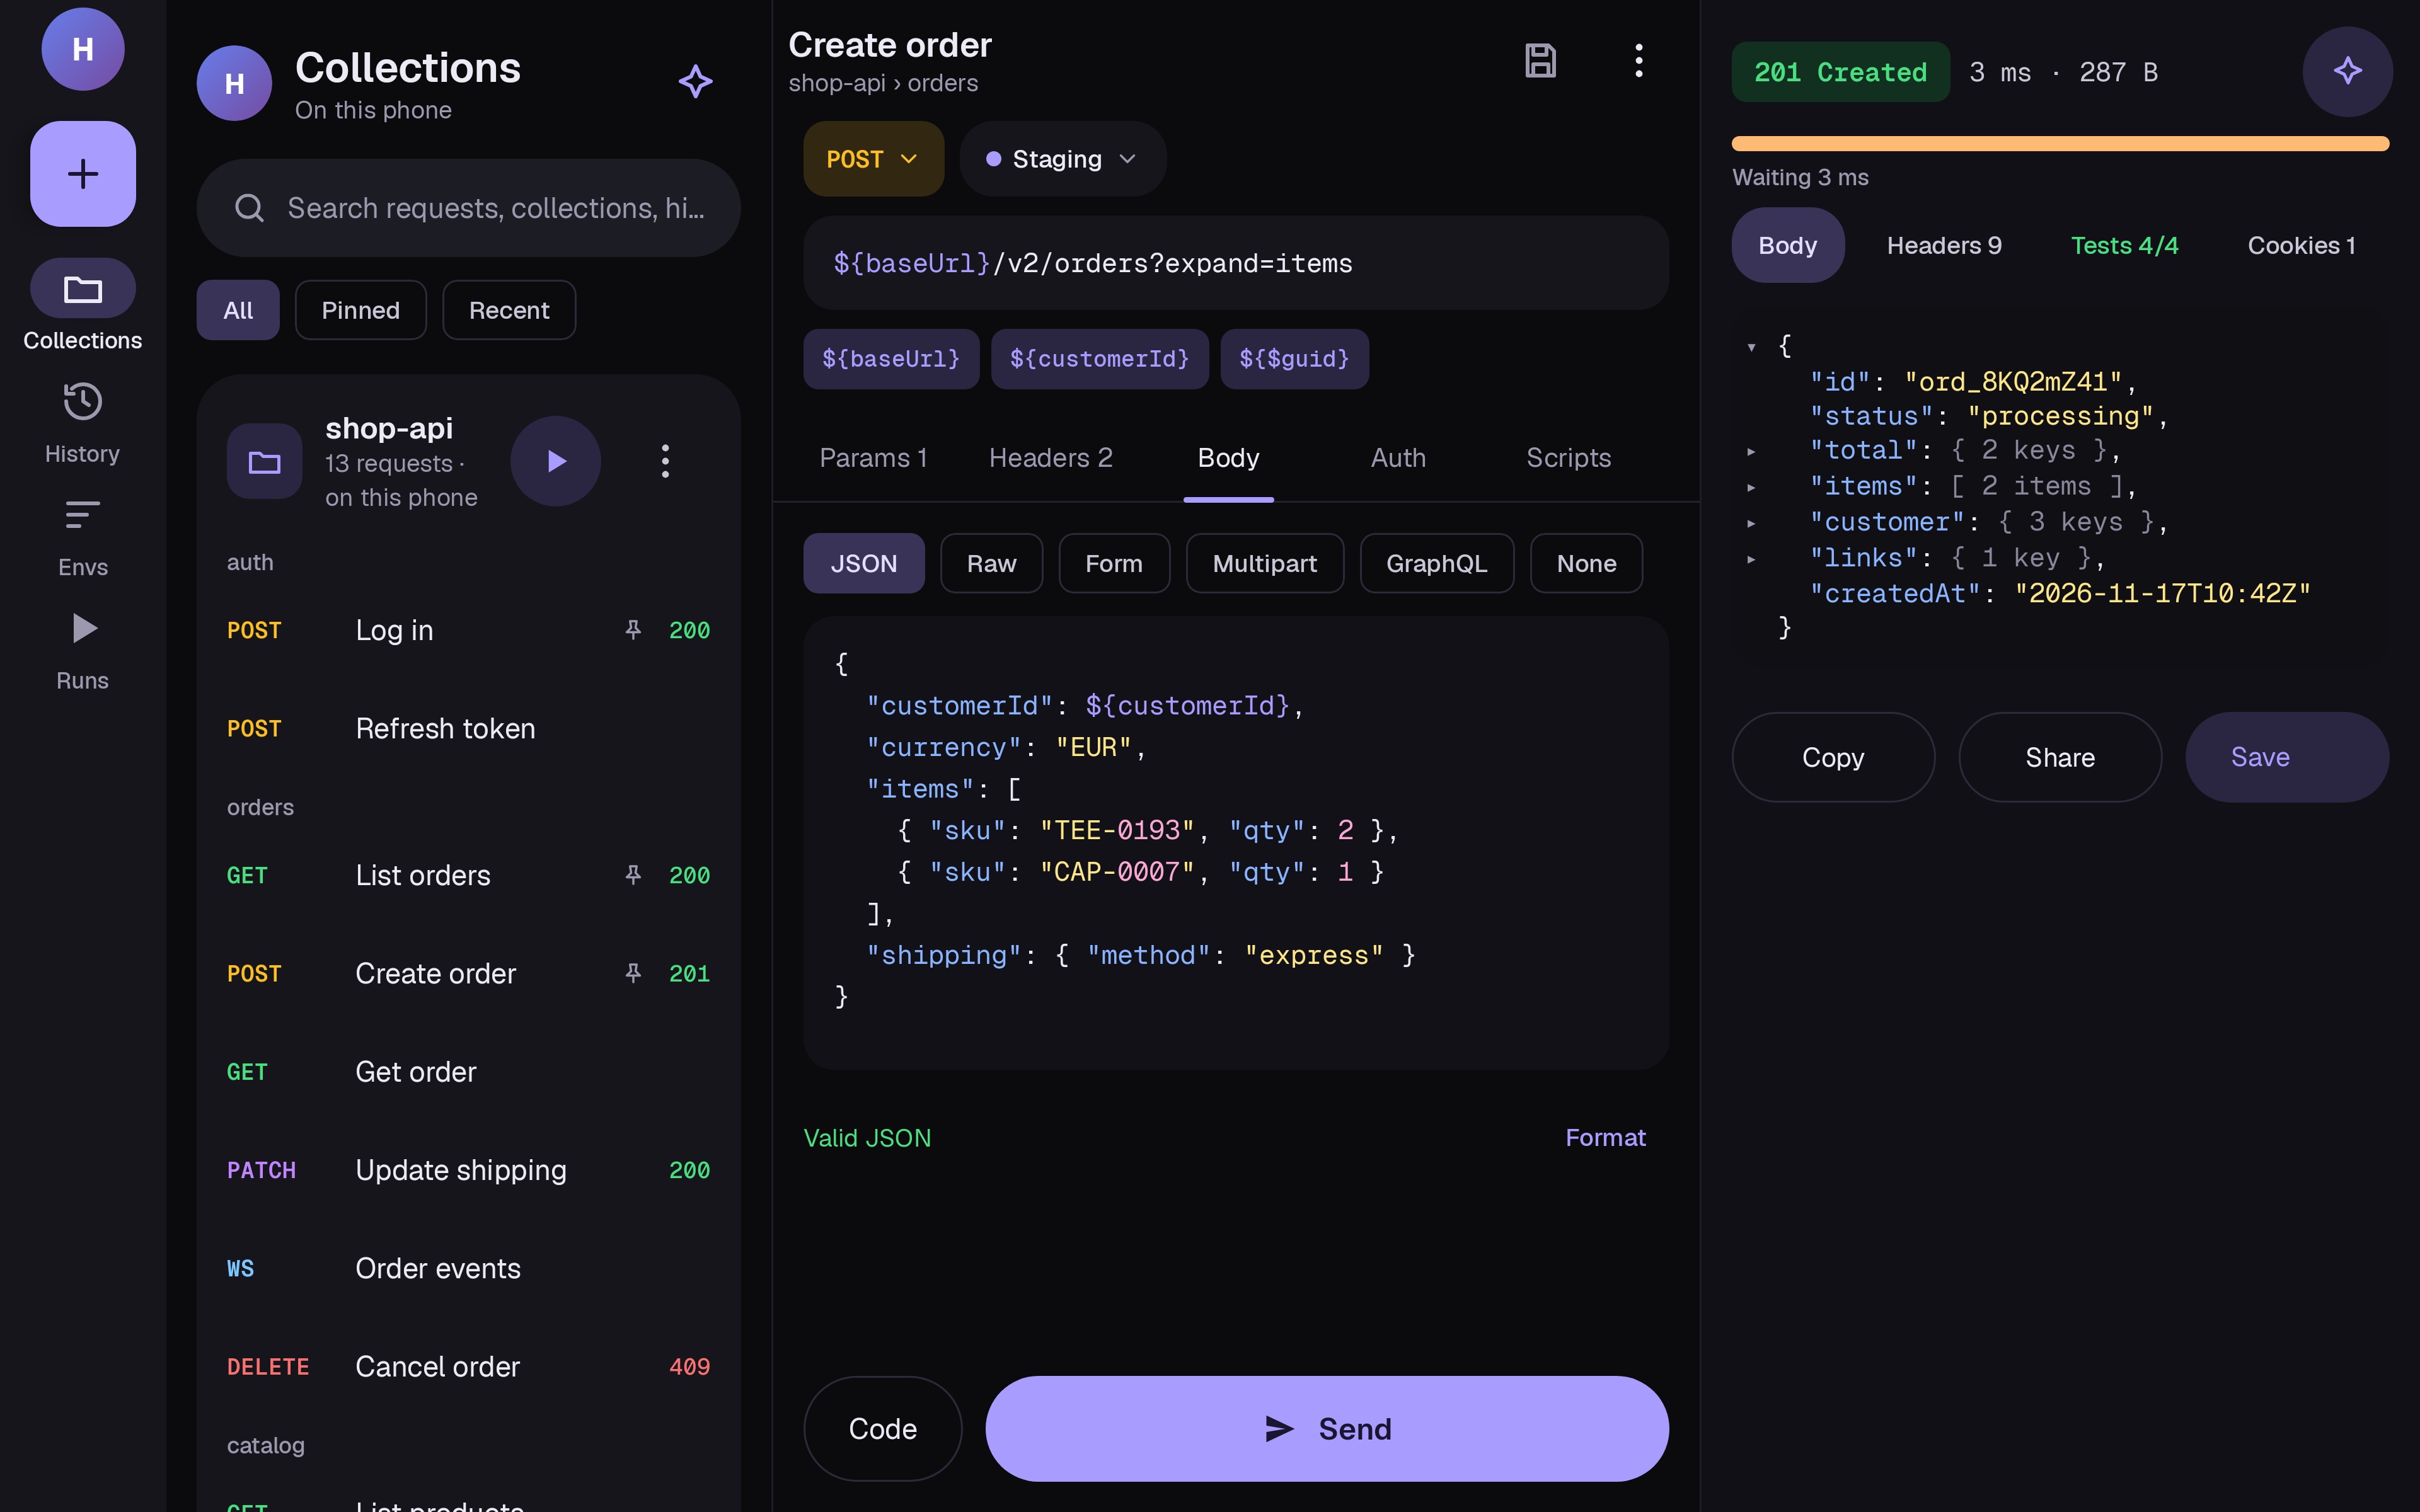 H
Collections
History
Envs
Runs
H
Collections
On this phone
Search requests, collections, hi...
All
Pinned
Recent
shop-api
13 requests ·
on this phone
auth
POST Log in 200
POST Refresh token
orders
GET List orders 200
POST Create order 201
GET Get order
PATCH Update shipping 200
WS Order events
DELETE Cancel order 409
catalog
GET List products
Create order
shop-api › orders
POST
Staging
${baseUrl}/v2/orders?expand=items
${baseUrl} ${customerId} ${$guid}
Params 1 Headers 2 Body Auth Scripts
JSON Raw Form Multipart GraphQL None
{
"customerId": ${customerId},
"currency": "EUR",
"items": [
{ "sku": "TEE-0193", "qty": 2 },
{ "sku": "CAP-0007", "qty": 1 }
],
"shipping": { "method": "express" }
}
Valid JSON Format
Code Send
201 Created 3 ms · 287 B
Waiting 3 ms
Body Headers 9 Tests 4/4 Cookies 1
{
"id": "ord_8KQ2mZ41",
"status": "processing",
"total": { 2 keys },
"items": [ 2 items ],
"customer": { 3 keys },
"links": { 1 key },
"createdAt": "2026-11-17T10:42Z"
}
Copy Share Save